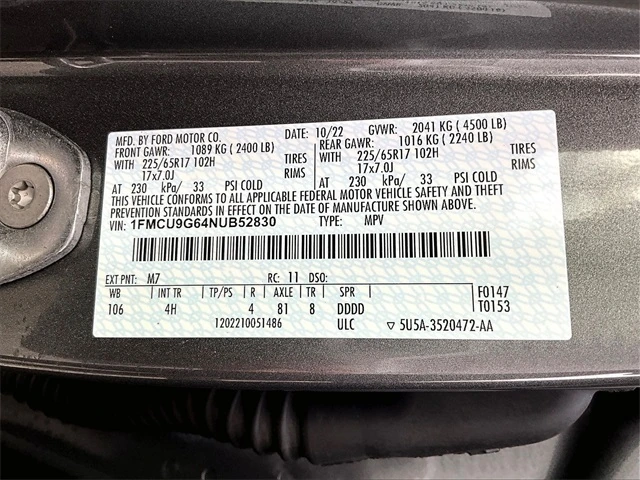 MFD. BY FORD MOTOR CO. DATE: 10/22 GVWR: 2041 KG ( 4500 LB)
FRONT GAWR: 1089 KG ( 2400 LB) REAR GAWR: 1016 KG ( 2240 LB)
WITH 225/65R17 102H TIRES WITH 225/65R17 102H TIRES
17x7.0J RIMS 17x7.0J RIMS
AT 230 kPa/ 33 PSI COLD AT 230 kPa/ 33 PSI COLD
THIS VEHICLE CONFORMS TO ALL APPLICABLE FEDERAL MOTOR VEHICLE SAFETY AND THEFT
PREVENTION STANDARDS IN EFFECT ON THE DATE OF MANUFACTURE SHOWN ABOVE.
VIN: 1FMCU9G64NUB52830 TYPE: MPV
EXT PNT: M7 RC: 11 DSO: F0147
WB INT TR TP/PS R AXLE TR SPR T0153
106 4H 4 81 8 DDDD
1202210051486 ULC ▽ 5U5A-3520472-AA